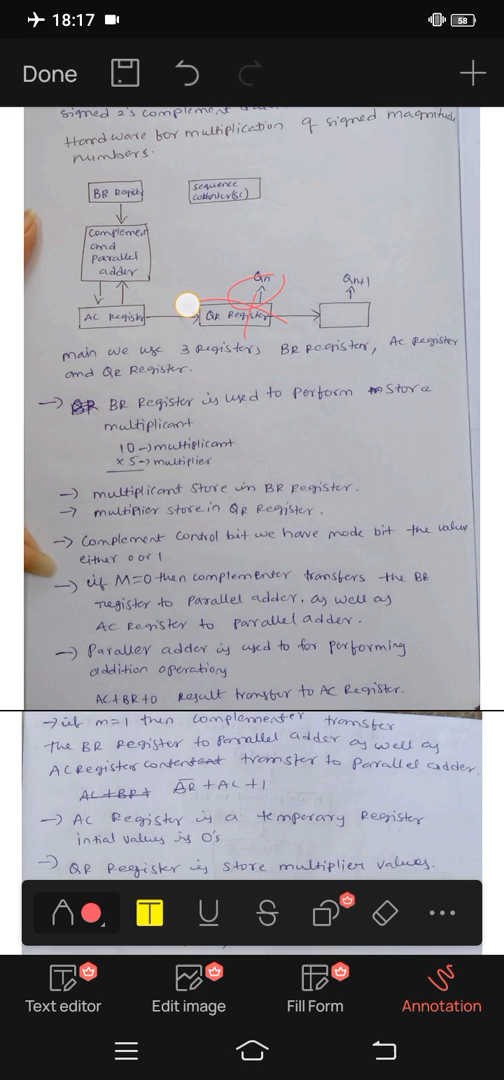 18:17
58
Done
signed 2's complement
Hardware for multiplication of signed magnitude
numbers.
BR Registe
sequence
counter(sc)
complement
and
parallel
adder
Qn
Qn+1
AC Register
QR Register
main we use 3 Registers BR Register, AC Register
and QR Register.
→ BR BR Register is used to perform to store
multiplicant
10→multiplicant
x 5→multiplier
→ multiplicant store in BR Register.
→ multiplier store in QR Register.
→ Complement control bit we have mode bit the value
either 0 or 1
→ if M=0 then complementer transfers the BR
register to Parallel adder, as well as
AC Register to parallel adder.
→ Parallel adder is used to for performing
addition operation
AC+BR+0 Result transfer to AC Register.
→ if m=1 then complementer transfer
the BR Register to Parallel adder as well as
AC Register content transfer to Parallel adder.
AC+BR+ +AC+1
→ AC Register is a temperary Register
intial values is 0's
→ QR Register is store multiplier values.
Text editor
Edit image
Fill Form
Annotation